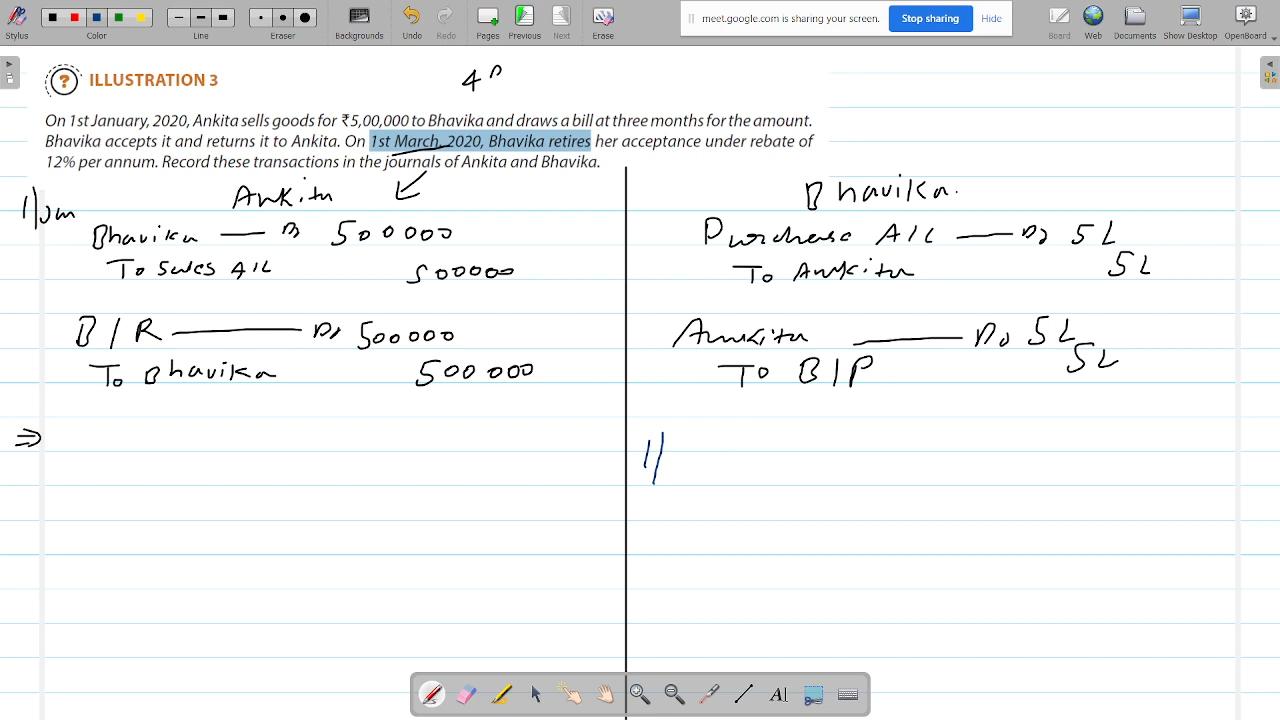 Stylus
Color
Line
Eraser
Backgrounds
Undo
Redo
Pages
Previous
Next
Erase
meet.google.com is sharing your screen.
Stop sharing
Hide
Board
Web
Documents
Show Desktop
OpenBoard
ILLUSTRATION 3
On 1st January, 2020, Ankita sells goods for ₹5,00,000 to Bhavika and draws a bill at three months for the amount.
Bhavika accepts it and returns it to Ankita. On 1st March, 2020, Bhavika retires her acceptance under rebate of
12% per annum. Record these transactions in the journals of Ankita and Bhavika.
Ankita
1/Jan
Bhavika — Dr 500000
To Sales A/c 500000
B/R — Dr 500000
To Bhavika 500000
⇒
Bhavika.
Purchase A/C — Dr 5L
To Ankita 5L
Ankita — Dr 5L
To B/P 5L
AI